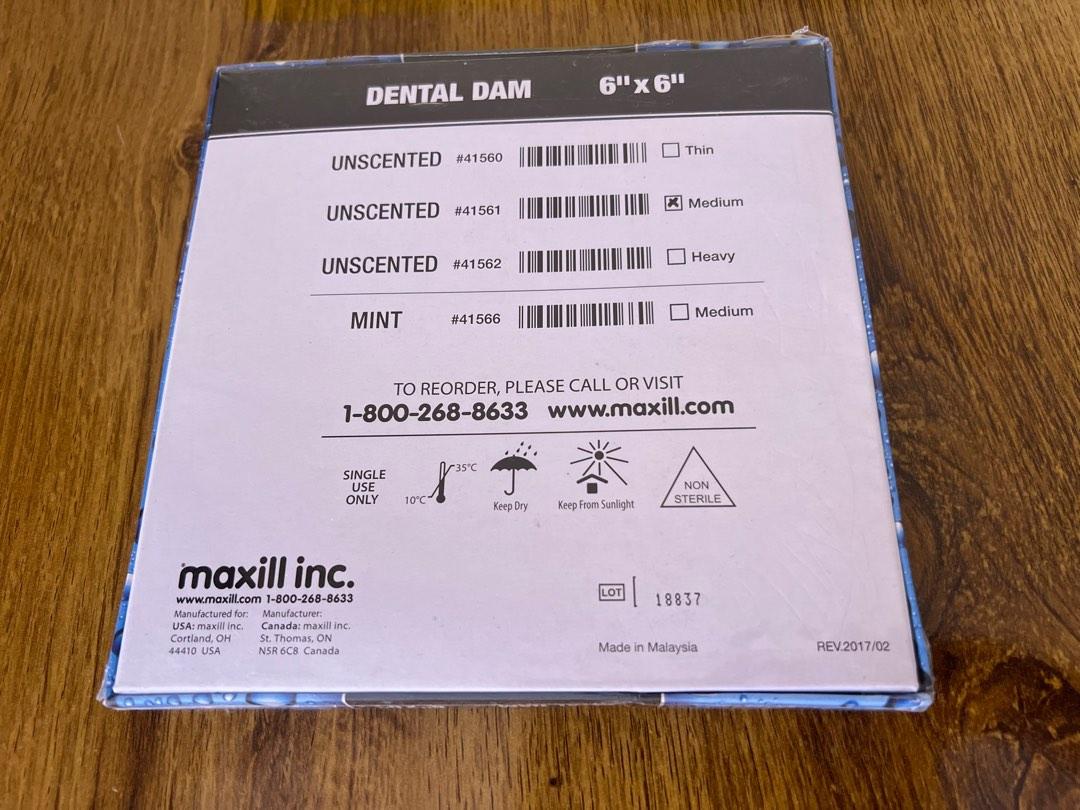 DENTAL DAM 6" x 6"
UNSCENTED #41560 Thin
UNSCENTED #41561 Medium
UNSCENTED #41562 Heavy
MINT #41566 Medium
TO REORDER, PLEASE CALL OR VISIT
1-800-268-8633 www.maxill.com
SINGLE
USE
ONLY
10°C
35°C
Keep Dry
Keep From Sunlight
NON
STERILE
maxill inc.
www.maxill.com 1-800-268-8633
Manufactured for: Manufacturer:
USA: maxill inc. Canada: maxill inc.
Cortland, OH St. Thomas, ON
44410 USA N5R 6C8 Canada
LOT 18837
Made in Malaysia
REV.2017/02